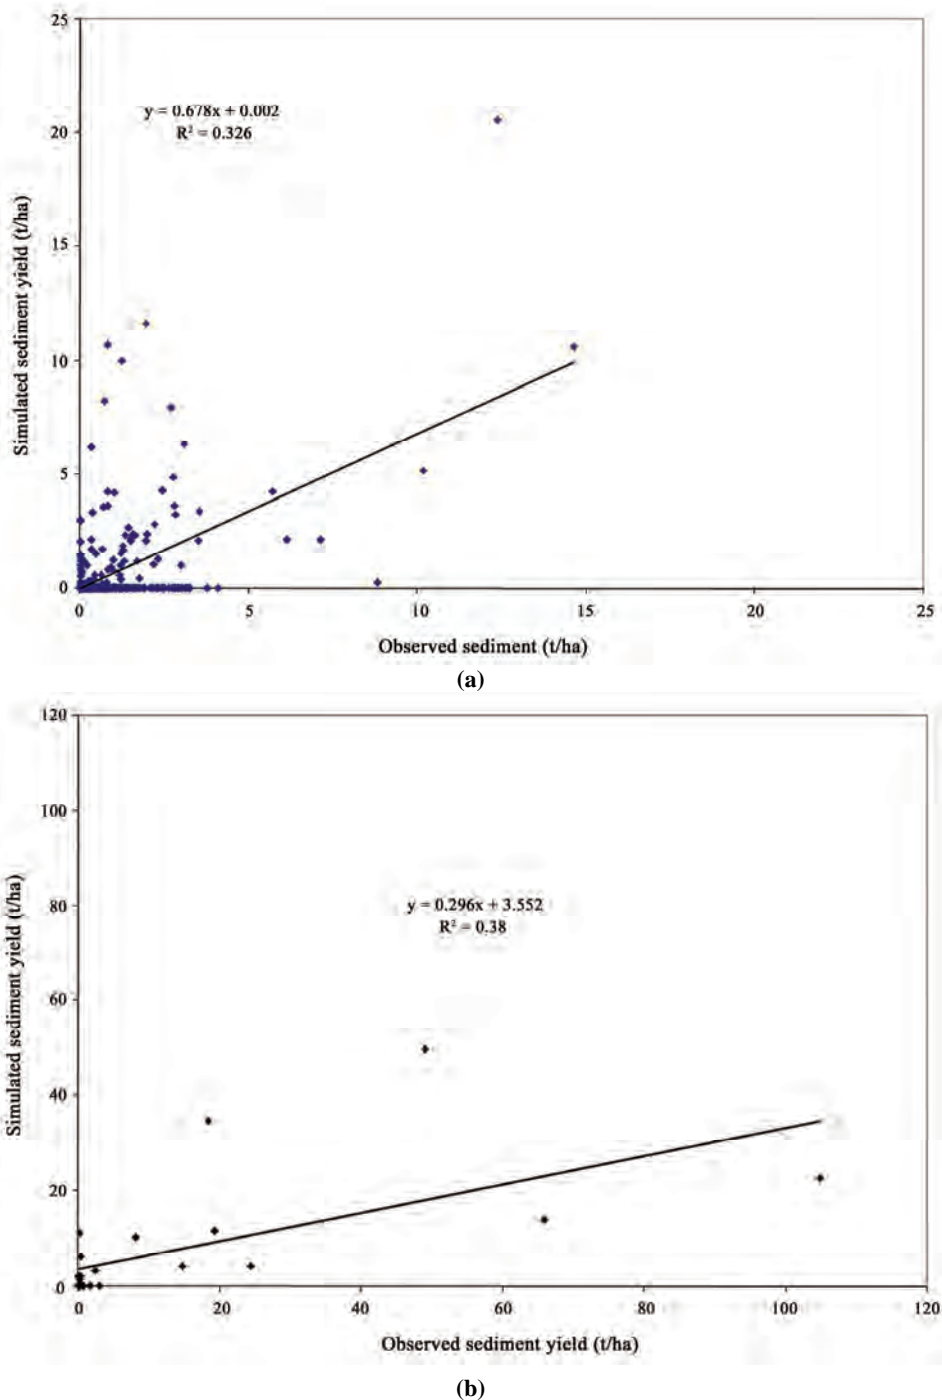 25
y = 0.678x + 0.002
R² = 0.326
20
15
10
5
0
Simulated sediment yield (t/ha)
0 5 10 15 20 25
Observed sediment (t/ha)
(a)
120
100
y = 0.296x + 3.552
R² = 0.38
80
60
40
20
0
Simulated sediment yield (t/ha)
0 20 40 60 80 100 120
Observed sediment yield (t/ha)
(b)